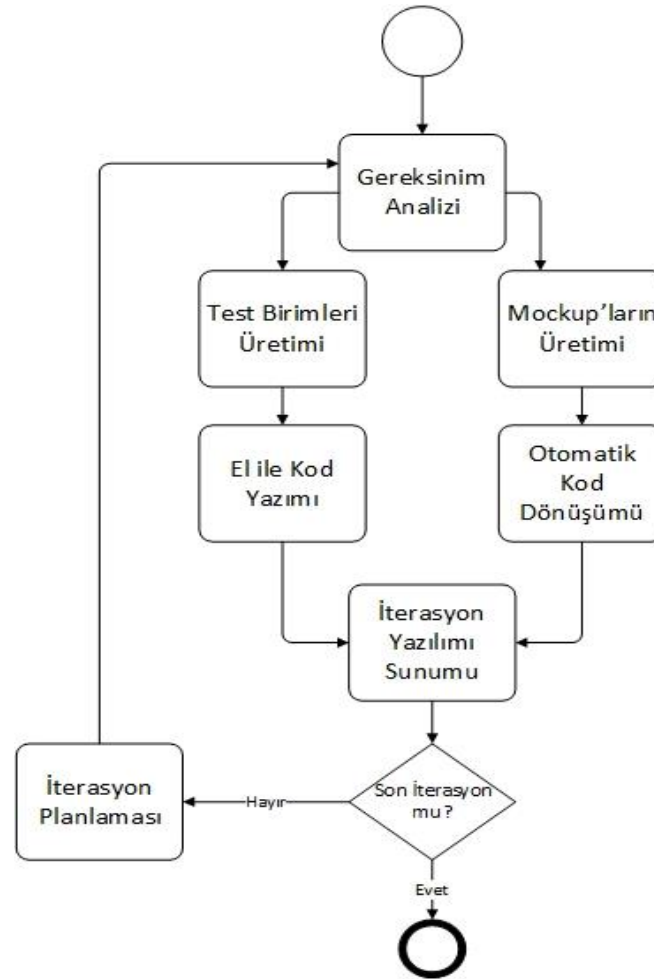 Gereksinim
Analizi
Test Birimleri
Üretimi
Mockup'ların
Üretimi
El ile Kod
Yazımı
Otomatik
Kod
Dönüşümü
İterasyon
Yazılımı
Sunumu
Son İterasyon
mu?
Hayır
İterasyon
Planlaması
Evet